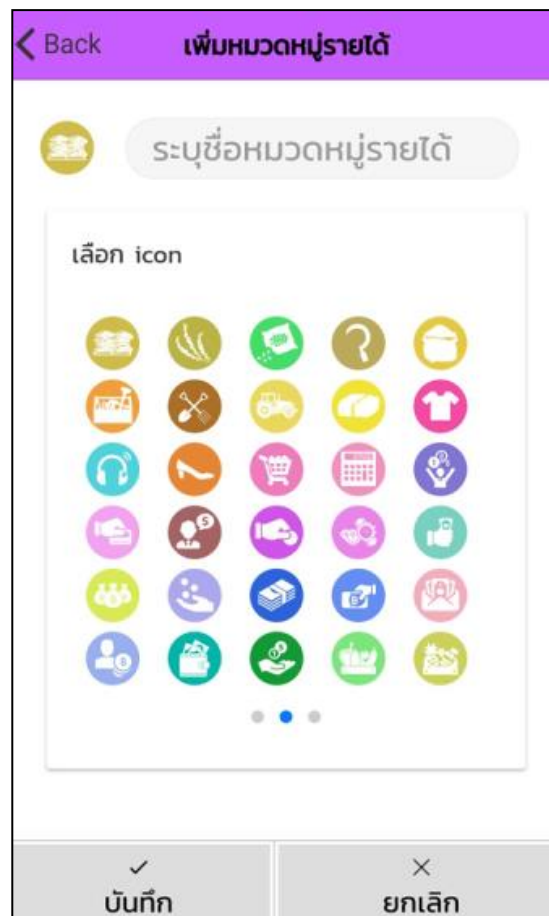 Back
เพิ่มหมวดหมู่รายได้
ระบุชื่อหมวดหมู่รายได้
เลือก icon
บันทึก
ยกเลิก